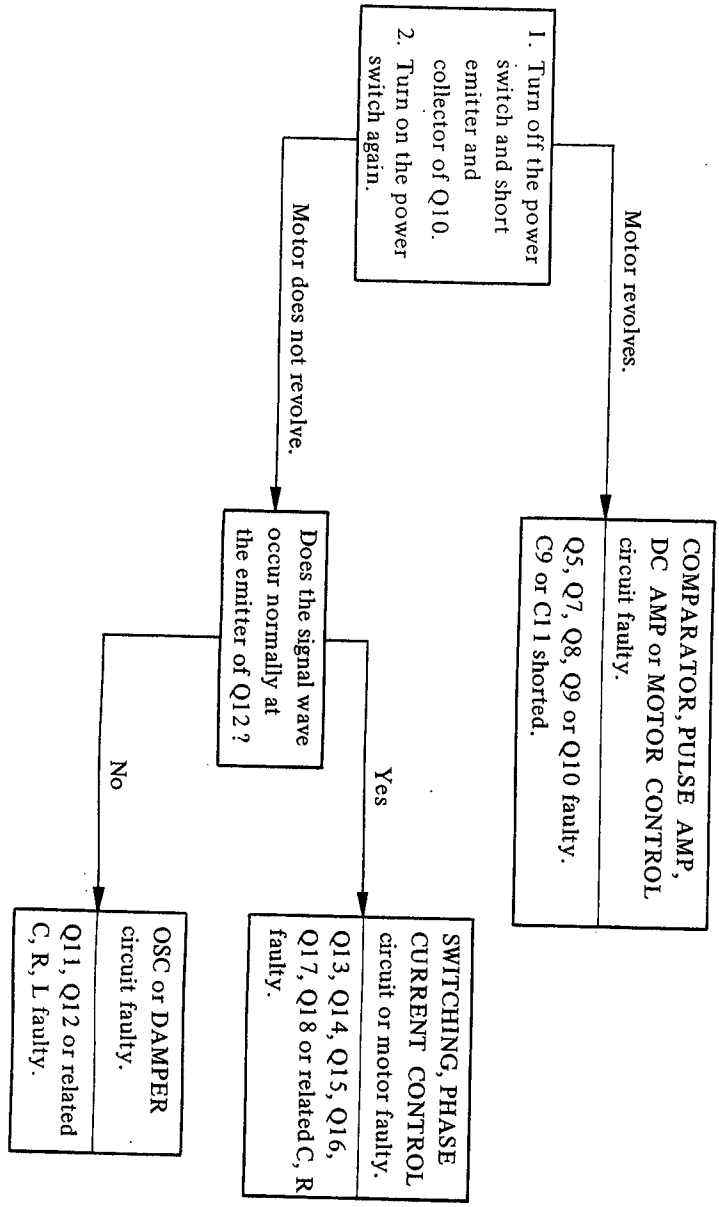 1. Turn off the power
switch and short
emitter and
collector of Q10.
2. Turn on the power
switch again.
Motor revolves.
COMPARATOR, PULSE AMP,
DC AMP or MOTOR CONTROL
circuit faulty.
Q5, Q7, Q8, Q9 or Q10 faulty.
C9 or C11 shorted.
Motor does not revolve.
Does the signal wave
occur normally at
the emitter of Q12?
Yes
SWITCHING, PHASE
CURRENT CONTROL
circuit or motor faulty.
Q13, Q14, Q15, Q16,
Q17, Q18 or related C, R
faulty.
No
OSC or DAMPER
circuit faulty.
Q11, Q12 or related
C, R, L faulty.